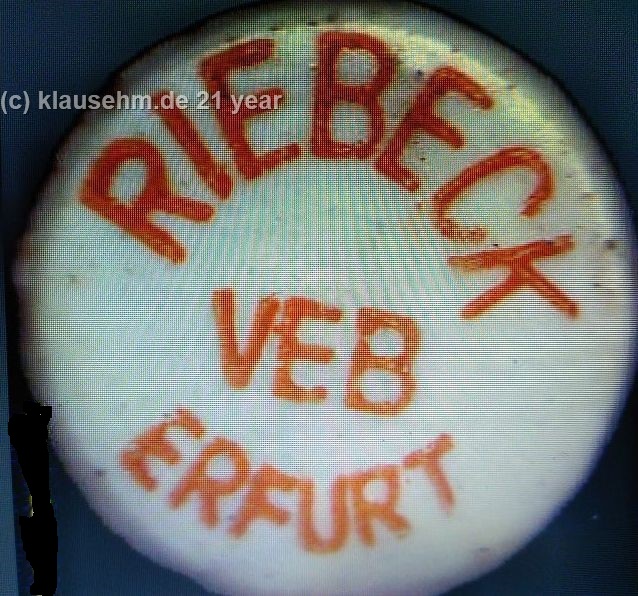 RIEBECK
(c) klausehm.de 21 year
VEB
ERFURT